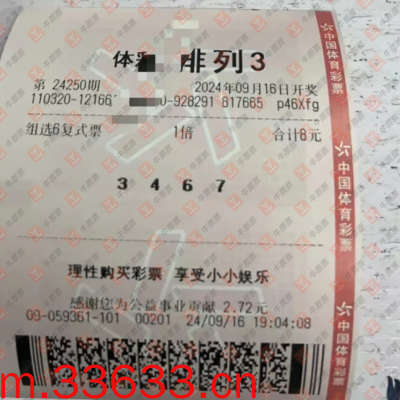 体彩 排列3
第 24250期 2024年09月16日开奖
110320-12166 0-928291 817665 p46Xfg
组选6复式票 1倍 合计8元
3 4 6 7
理性购买彩票 享受小小娱乐
感谢您为公益事业贡献 2.72元
09-059361-101 00201 24/09/16 19:04:08
m.33633.cn
中国体育彩票
中国体育彩票
中国体育彩票